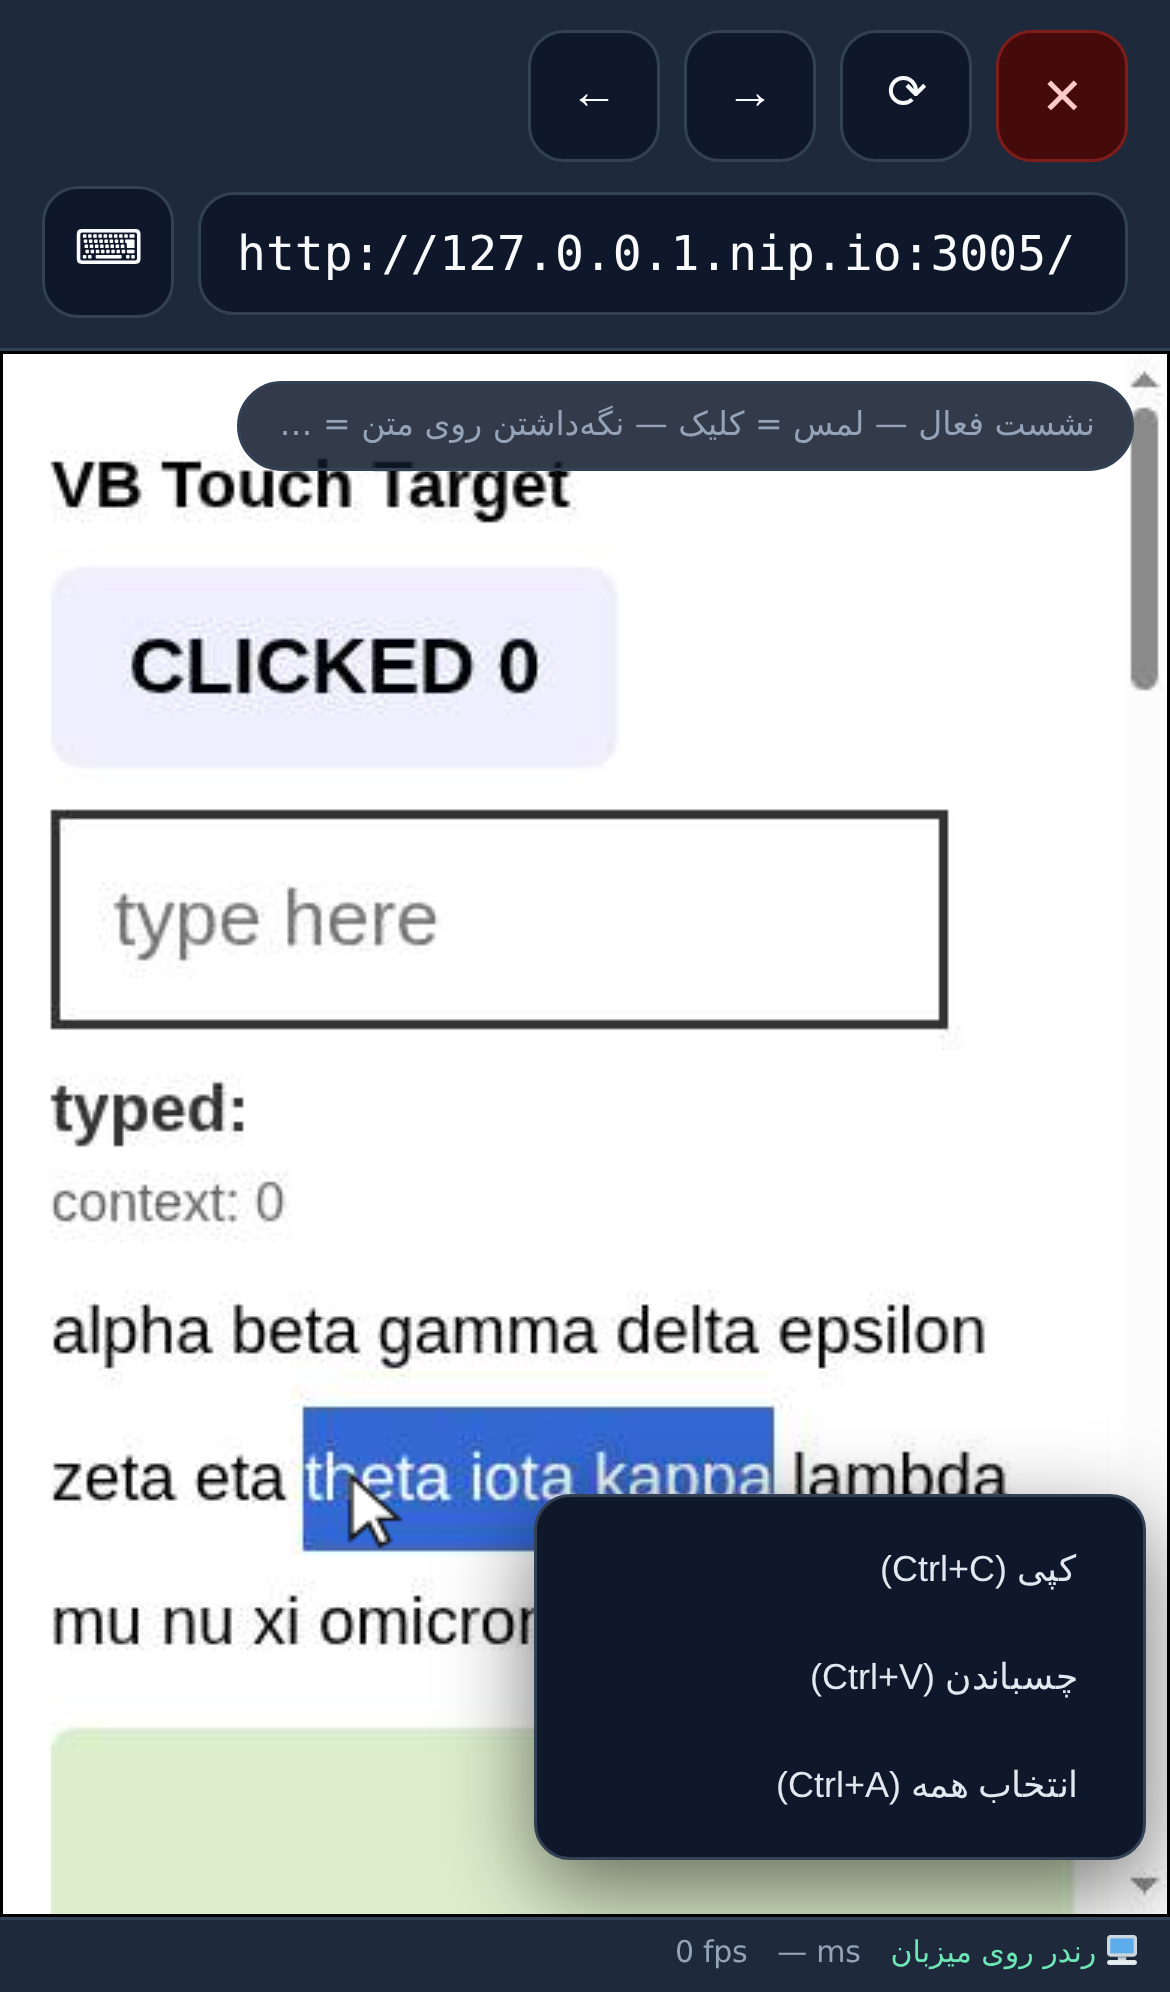 ← → ⟳ ✕
http://127.0.0.1.nip.io:3005/
نشست فعال — لمس = کلیک — نگه‌داشتن روی متن = …
VB Touch Target
CLICKED 0
type here
typed:
context: 0
alpha beta gamma delta epsilon
zeta eta theta iota kappa lambda
mu nu xi
کپی (Ctrl+C)
چسباندن (Ctrl+V)
انتخاب همه (Ctrl+A)
رندر روی میزبان — ms 0 fps